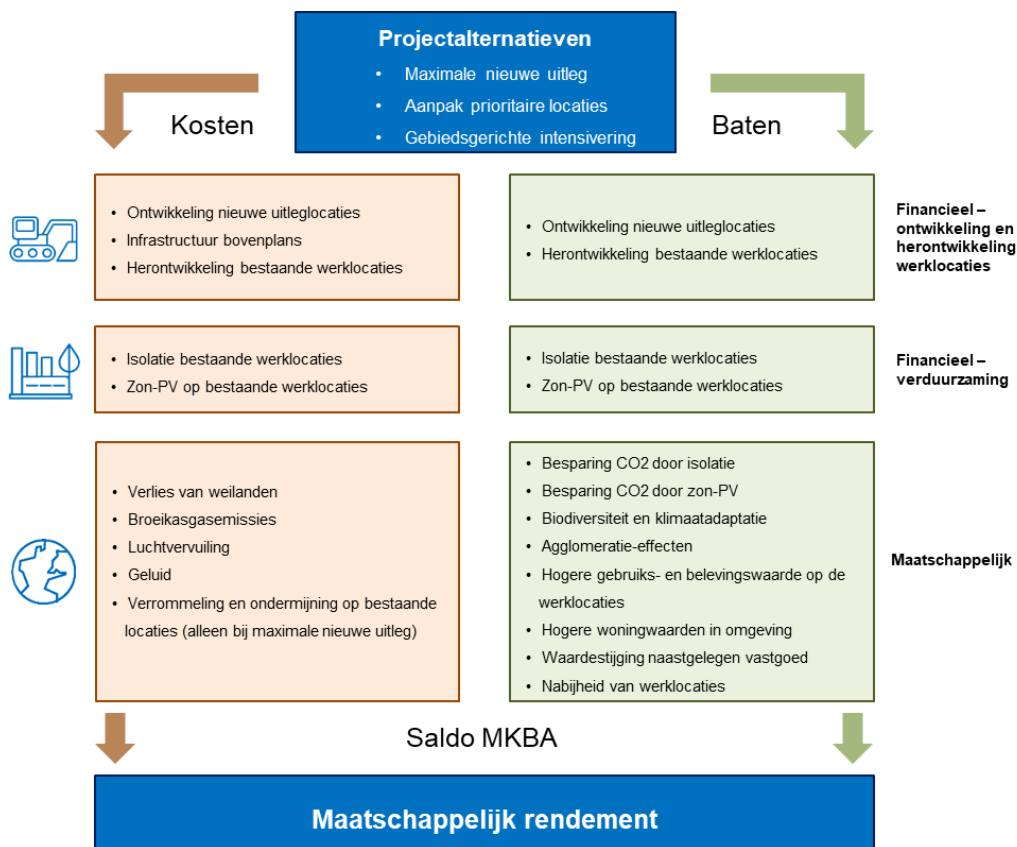 Projectalternatieven
• Maximale nieuwe uitleg
• Aanpak prioritaire locaties
• Gebiedsgerichte intensivering
Kosten
Baten
• Ontwikkeling nieuwe uitleglocaties
• Infrastructuur bovenplans
• Herontwikkeling bestaande werklocaties
• Ontwikkeling nieuwe uitleglocaties
• Herontwikkeling bestaande werklocaties
Financieel –
ontwikkeling en
herontwikkeling
werklocaties
• Isolatie bestaande werklocaties
• Zon-PV op bestaande werklocaties
• Isolatie bestaande werklocaties
• Zon-PV op bestaande werklocaties
Financieel –
verduurzaming
• Verlies van weilanden
• Broeikasgasemissies
• Luchtvervuiling
• Geluid
• Verrommeling en ondermijning op bestaande
locaties (alleen bij maximale nieuwe uitleg)
• Besparing CO2 door isolatie
• Besparing CO2 door zon-PV
• Biodiversiteit en klimaatadaptatie
• Agglomeratie-effecten
• Hogere gebruiks- en belevingswaarde op de
werklocaties
• Hogere woningwaarden in omgeving
• Waardestijging naastgelegen vastgoed
• Nabijheid van werklocaties
Maatschappelijk
Saldo MKBA
Maatschappelijk rendement